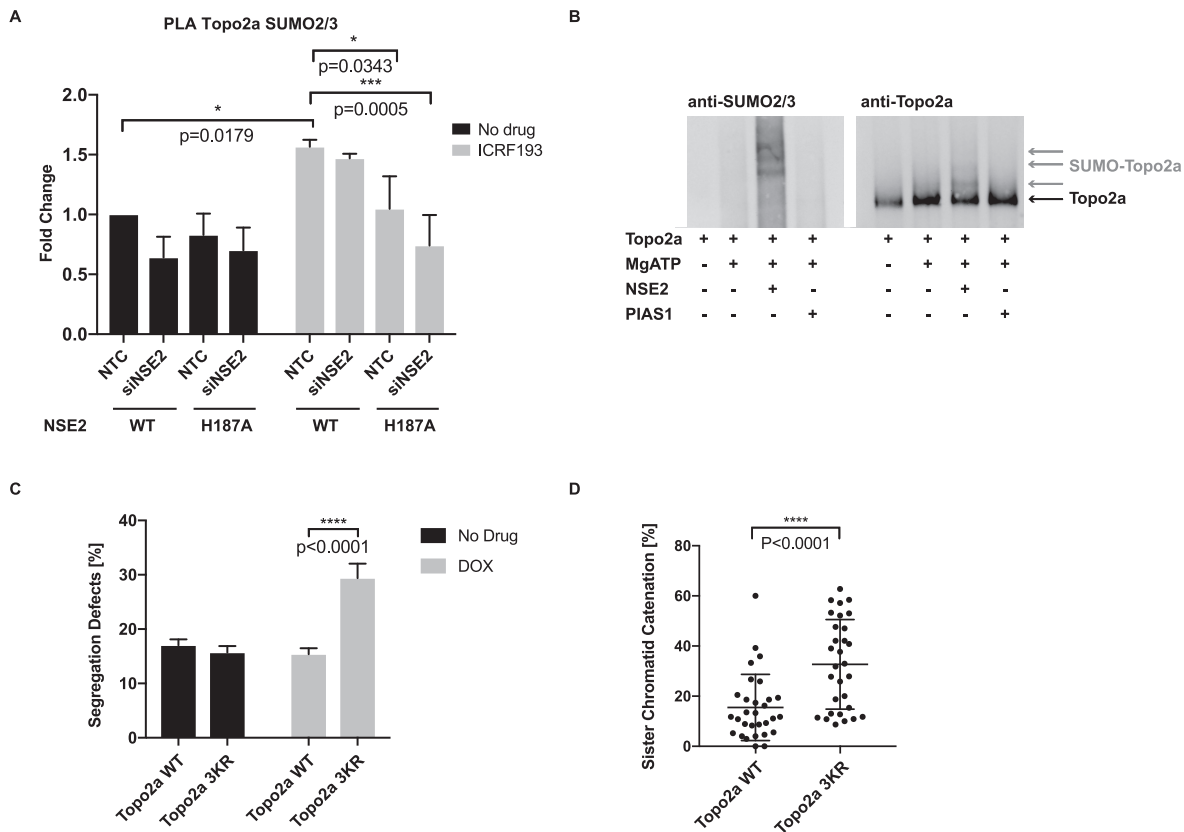 A
PLA Topo2a SUMO2/3
*
p=0.0343
***
p=0.0005
*
p=0.0179
No drug
ICRF193
Fold Change
2.0
1.5
1.0
0.5
0.0
NTC siNSE2 NTC siNSE2 NTC siNSE2 NTC siNSE2
NSE2 WT H187A WT H187A
B
anti-SUMO2/3 anti-Topo2a
SUMO-Topo2a
Topo2a
Topo2a + + + + + + + +
MgATP - + + + - + + +
NSE2 - - + - - - + -
PIAS1 - - - + - - - +
C
Segregation Defects [%]
40
30
20
10
0
****
p<0.0001
No Drug
DOX
Topo2a WT Topo2a 3KR Topo2a WT Topo2a 3KR
D
Sister Chromatid Catenation [%]
80
60
40
20
0
****
P<0.0001
Topo2a WT Topo2a 3KR